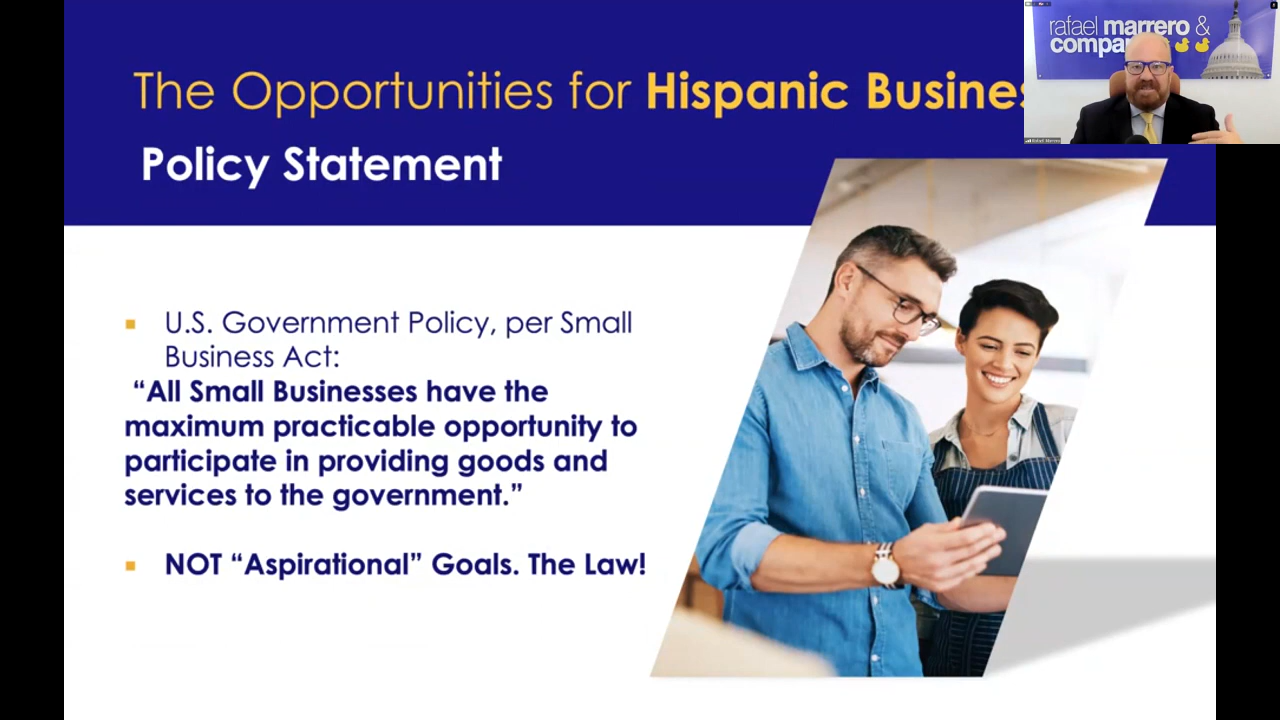 rafael marrero &
The Opportunities for Hispanic Busines
Policy Statement
U.S. Government Policy, per Small
Business Act:
“All Small Businesses have the
maximum practicable opportunity to
participate in providing goods and
services to the government.”
NOT “Aspirational” Goals. The Law!